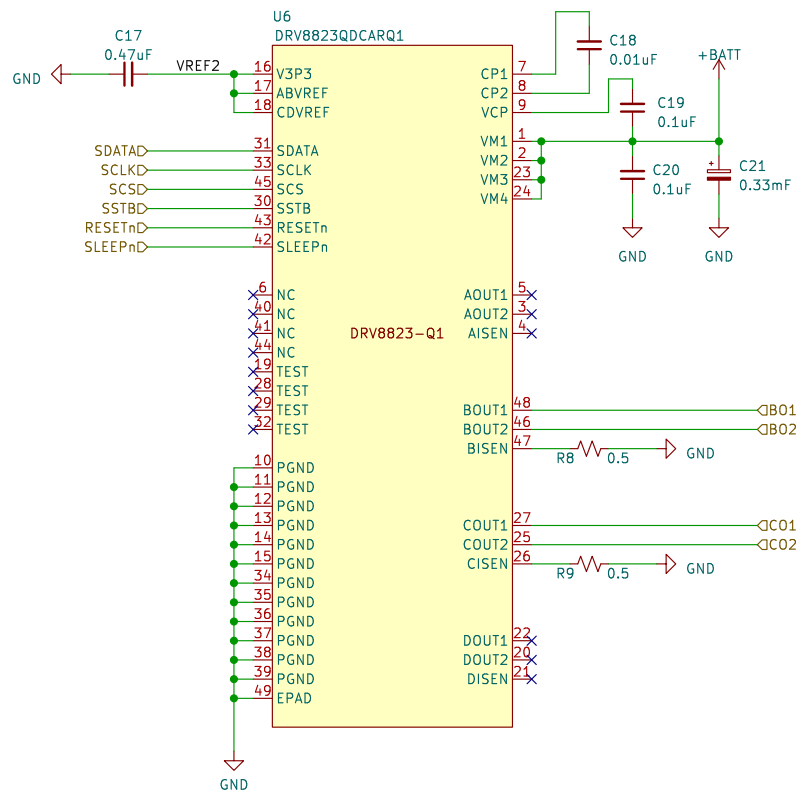 U6
DRV8823QDCARQ1
C17
0.47uF
GND
VREF2
16 V3P3
17 ABVREF
18 CDVREF
SDATA 31 SDATA
SCLK 33 SCLK
SCS 45 SCS
SSTB 30 SSTB
RESETn 43 RESETn
SLEEPn 42 SLEEPn
6 NC
40 NC
41 NC
44 NC
19 TEST
28 TEST
29 TEST
32 TEST
10 PGND
11 PGND
12 PGND
13 PGND
14 PGND
15 PGND
34 PGND
35 PGND
36 PGND
37 PGND
38 PGND
39 PGND
49 EPAD
GND
DRV8823-Q1
CP1 7
CP2 8
VCP 9
C18
0.01uF
C19
0.1uF
+BATT
VM1 1
VM2 2
VM3 23
VM4 24
C20
0.1uF
C21
0.33mF
+
GND
GND
AOUT1 5
AOUT2 3
AISEN 4
BOUT1 48 BO1
BOUT2 46 BO2
BISEN 47
R8 0.5 GND
COUT1 27 CO1
COUT2 25 CO2
CISEN 26
R9 0.5 GND
DOUT1 22
DOUT2 20
DISEN 21